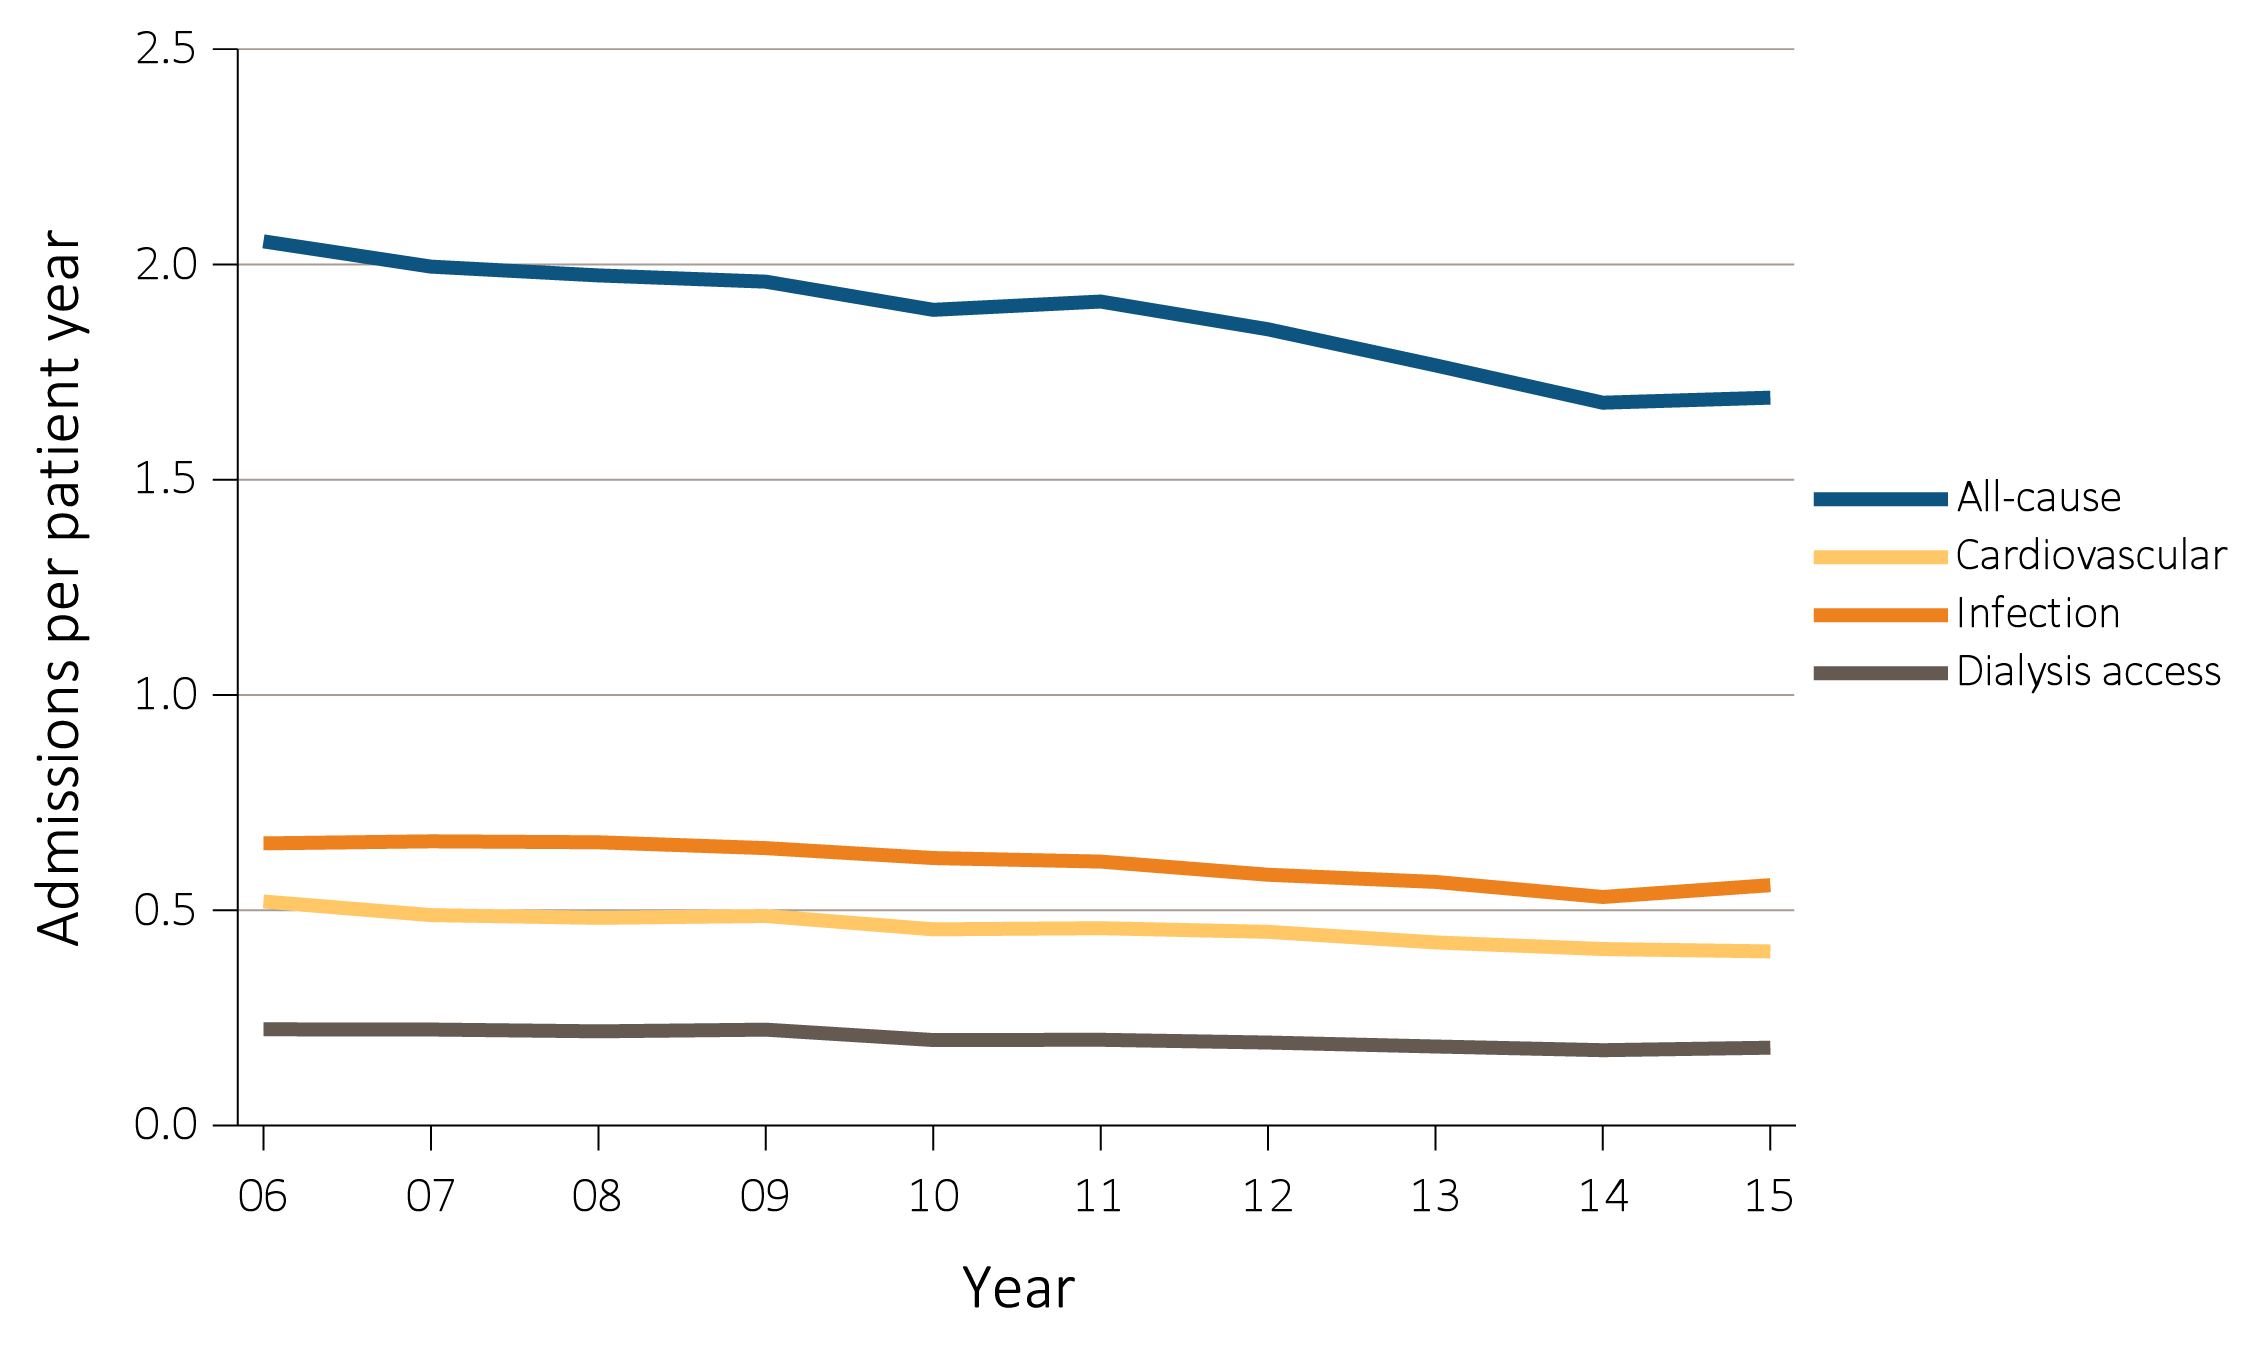 Admissions per patient year
2.5
2.0
1.5
1.0
0.5
0.0
06 07 08 09 10 11 12 13 14 15
Year
All-cause
Cardiovascular
Infection
Dialysis access